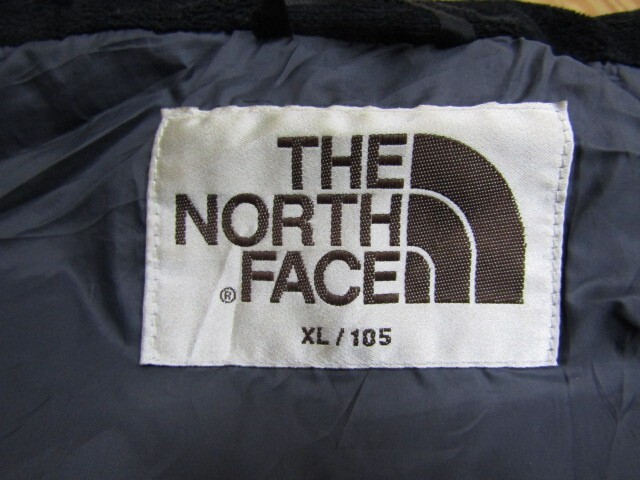 THE
NORTH
FACE
®
XL / 105